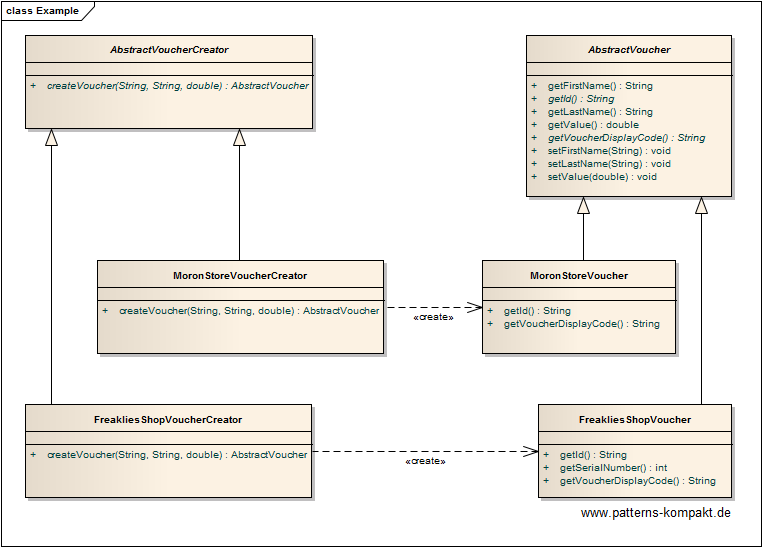 class Example
AbstractVoucherCreator
+ createVoucher(String, String, double) : AbstractVoucher
AbstractVoucher
+ getFirstName() : String
+ getId() : String
+ getLastName() : String
+ getValue() : double
+ getVoucherDisplayCode() : String
+ setFirstName(String) : void
+ setLastName(String) : void
+ setValue(double) : void
MoronStoreVoucherCreator
+ createVoucher(String, String, double) : AbstractVoucher
«create»
MoronStoreVoucher
+ getId() : String
+ getVoucherDisplayCode() : String
FreakliesShopVoucherCreator
+ createVoucher(String, String, double) : AbstractVoucher
«create»
FreakliesShopVoucher
+ getId() : String
+ getSerialNumber() : int
+ getVoucherDisplayCode() : String
www.patterns-kompakt.de